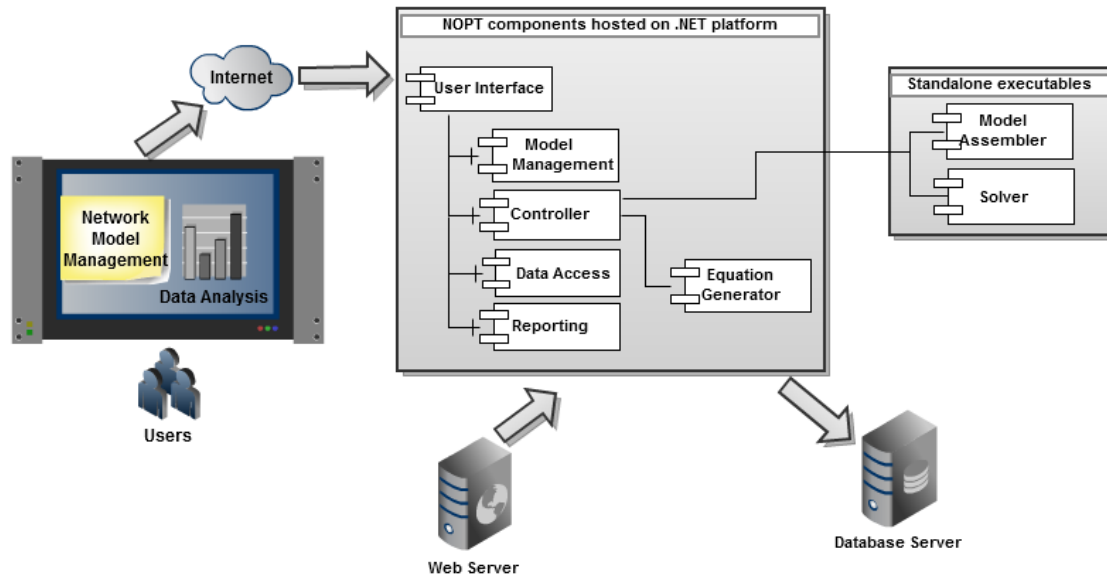 NOPT components hosted on .NET platform
Internet
User Interface
Standalone executables
Model
Assembler
Model
Management
Solver
Controller
Network
Model
Management
Data Analysis
Data Access
Equation
Generator
Reporting
Users
Web Server
Database Server